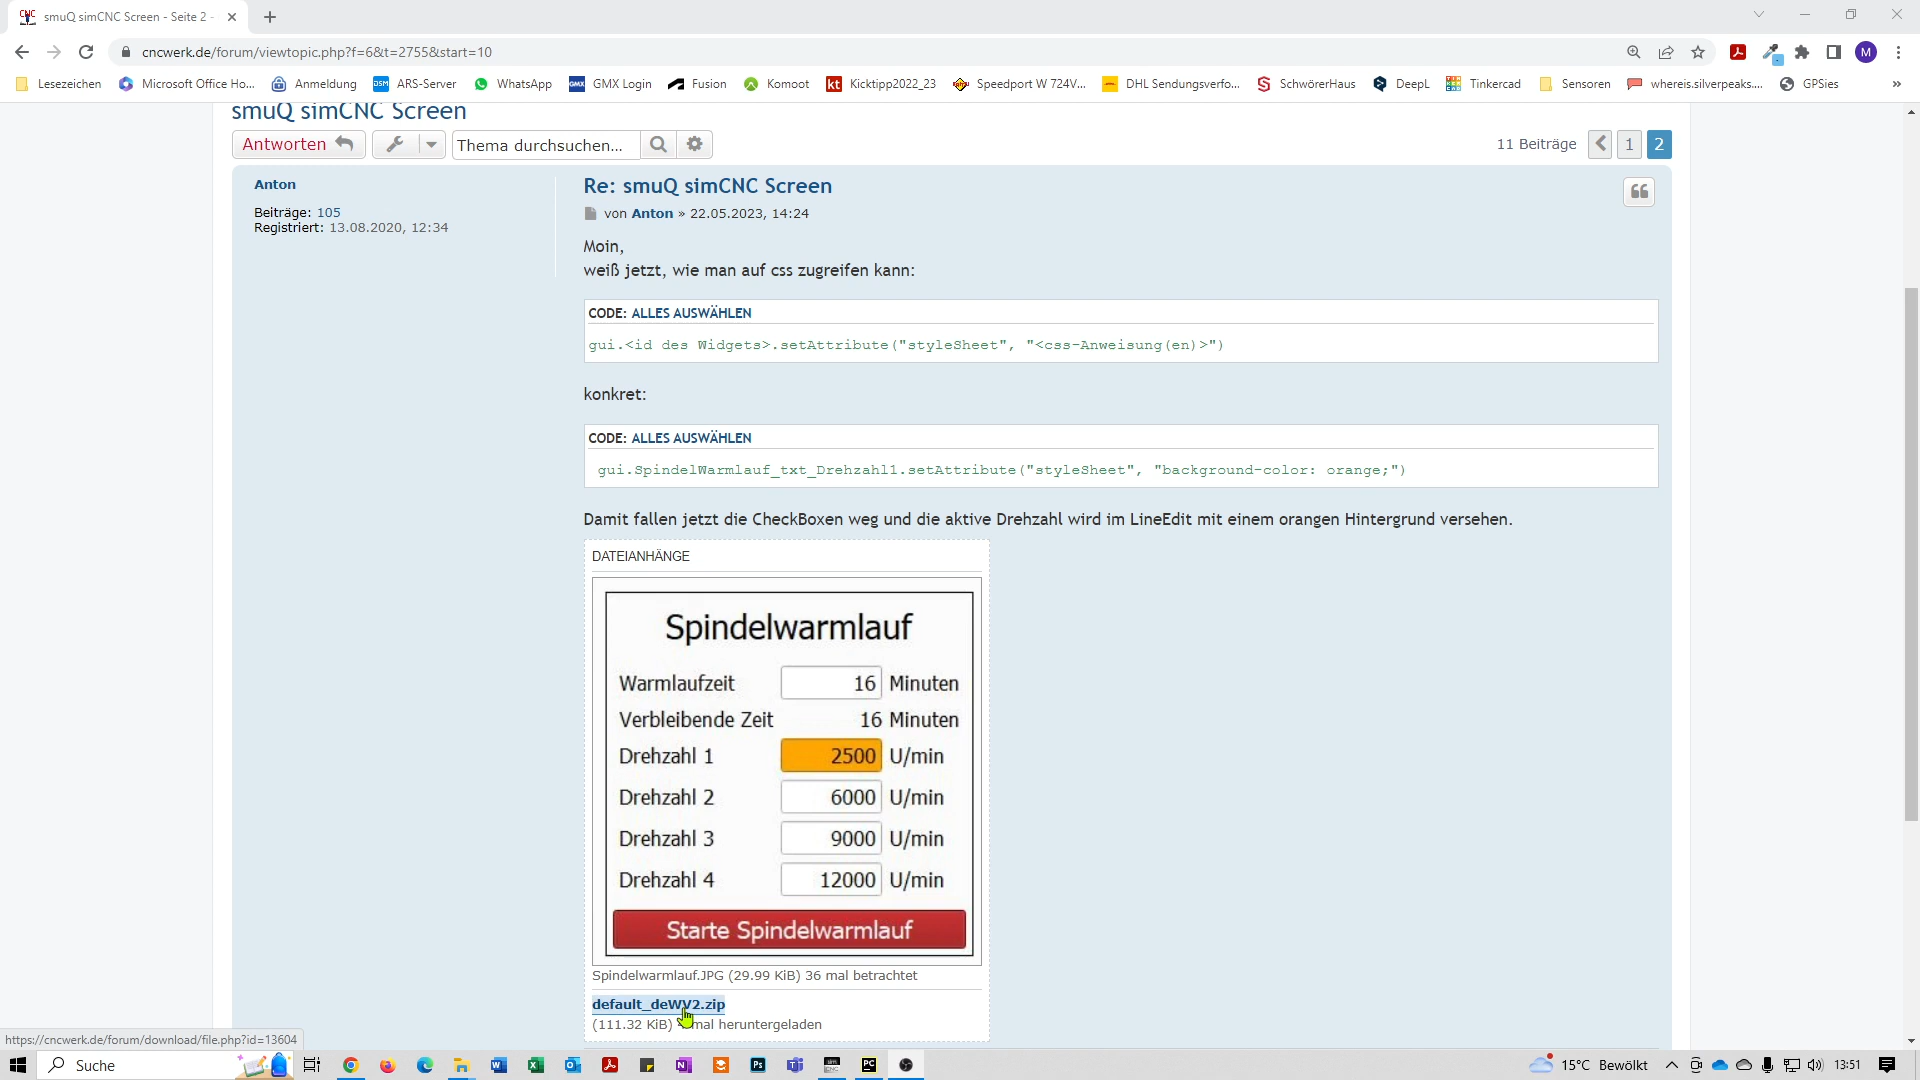 smuQ simCNC Screen - Seite 2 -
cncwerk.de/forum/viewtopic.php?f=6&t=2755&start=10
M
Lesezeichen
Microsoft Office Ho...
Anmeldung
ARS-Server
WhatsApp
GMX Login
Fusion
Komoot
kt Kicktipp2022_23
Speedport W 724V...
DHL Sendungsverfo...
SchwörerHaus
DeepL
Tinkercad
Sensoren
whereis.silverpeaks....
GPSies
»
smuQ simCNC Screen
Antworten
Thema durchsuchen...
11 Beiträge
1
2
Anton
Beiträge: 105
Registriert: 13.08.2020, 12:34
Re: smuQ simCNC Screen
von Anton » 22.05.2023, 14:24
Moin,
weiß jetzt, wie man auf css zugreifen kann:
CODE: ALLES AUSWÄHLEN
gui.<id des Widgets>.setAttribute("styleSheet", "<css-Anweisung(en)>")
konkret:
CODE: ALLES AUSWÄHLEN
gui.SpindelWarmlauf_txt_Drehzahl1.setAttribute("styleSheet", "background-color: orange;")
Damit fallen jetzt die CheckBoxen weg und die aktive Drehzahl wird im LineEdit mit einem orangen Hintergrund versehen.
DATEIANHÄNGE
Spindelwarmlauf
Warmlaufzeit 16 Minuten
Verbleibende Zeit 16 Minuten
Drehzahl 1 2500 U/min
Drehzahl 2 6000 U/min
Drehzahl 3 9000 U/min
Drehzahl 4 12000 U/min
Starte Spindelwarmlauf
Spindelwarmlauf.JPG (29.99 KiB) 36 mal betrachtet
default_deWV2.zip
(111.32 KiB) mal heruntergeladen
https://cncwerk.de/forum/download/file.php?id=13604
Suche
15°C Bewölkt
13:51